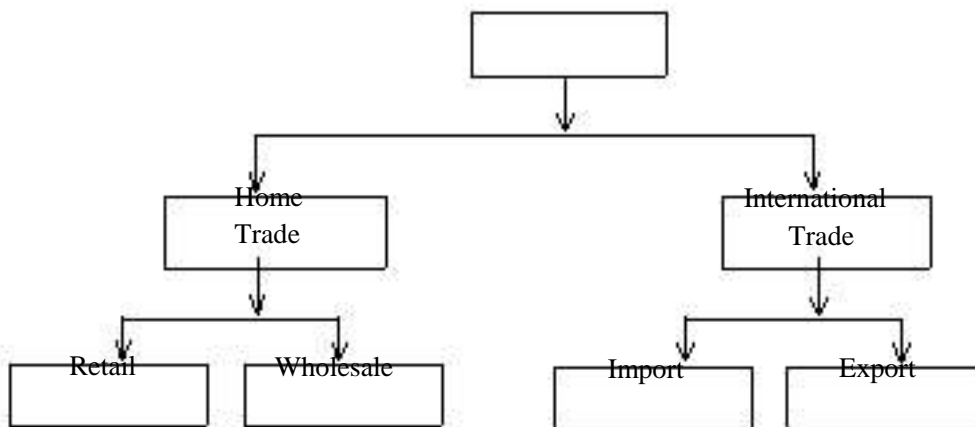 Home
Trade
International
Trade
Retail
Wholesale
Import
Export